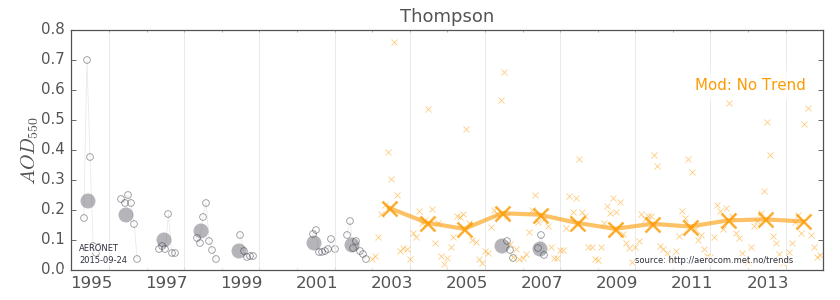 Thompson
0.8
0.7
0.6
0.5
0.4
0.3
0.2
0.1
0.0
AOD550
Mod: No Trend
AERONET
2015-09-24
source: http://aerocom.met.no/trends
1995 1997 1999 2001 2003 2005 2007 2009 2011 2013